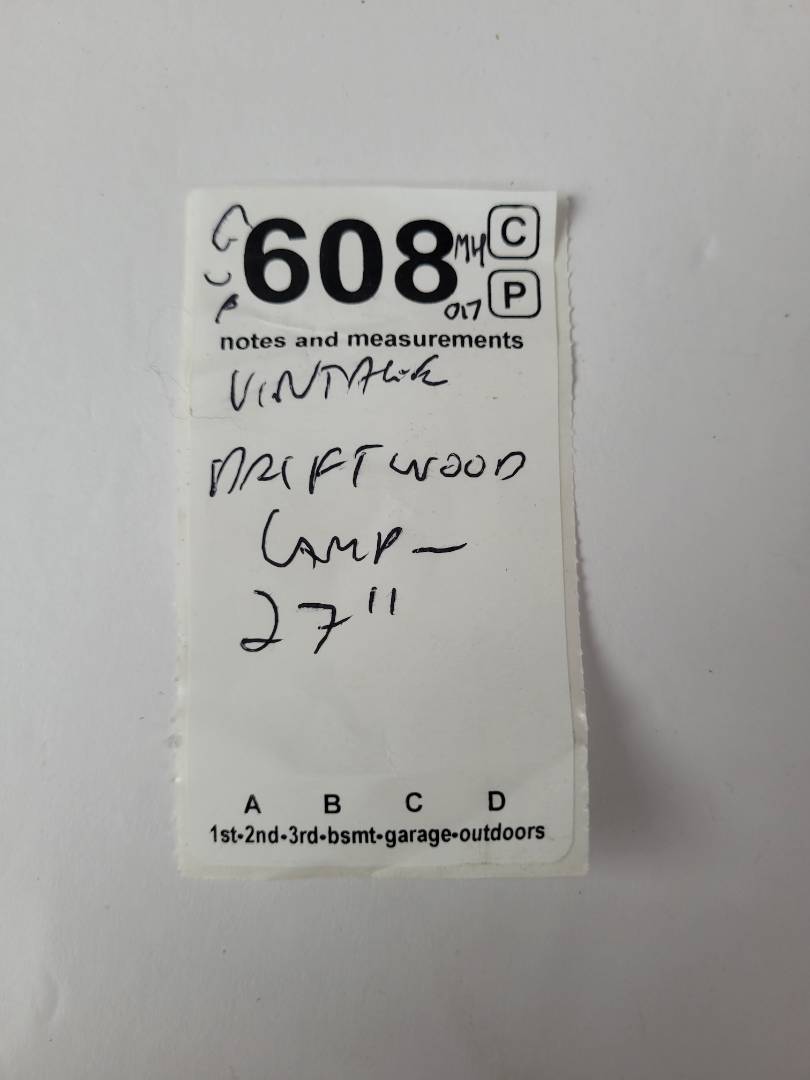 608
MH
C
017
P
notes and measurements
VINTAGE
DRIFTWOOD
LAMP —
27"
A B C D
1st•2nd•3rd•bsmt•garage•outdoors